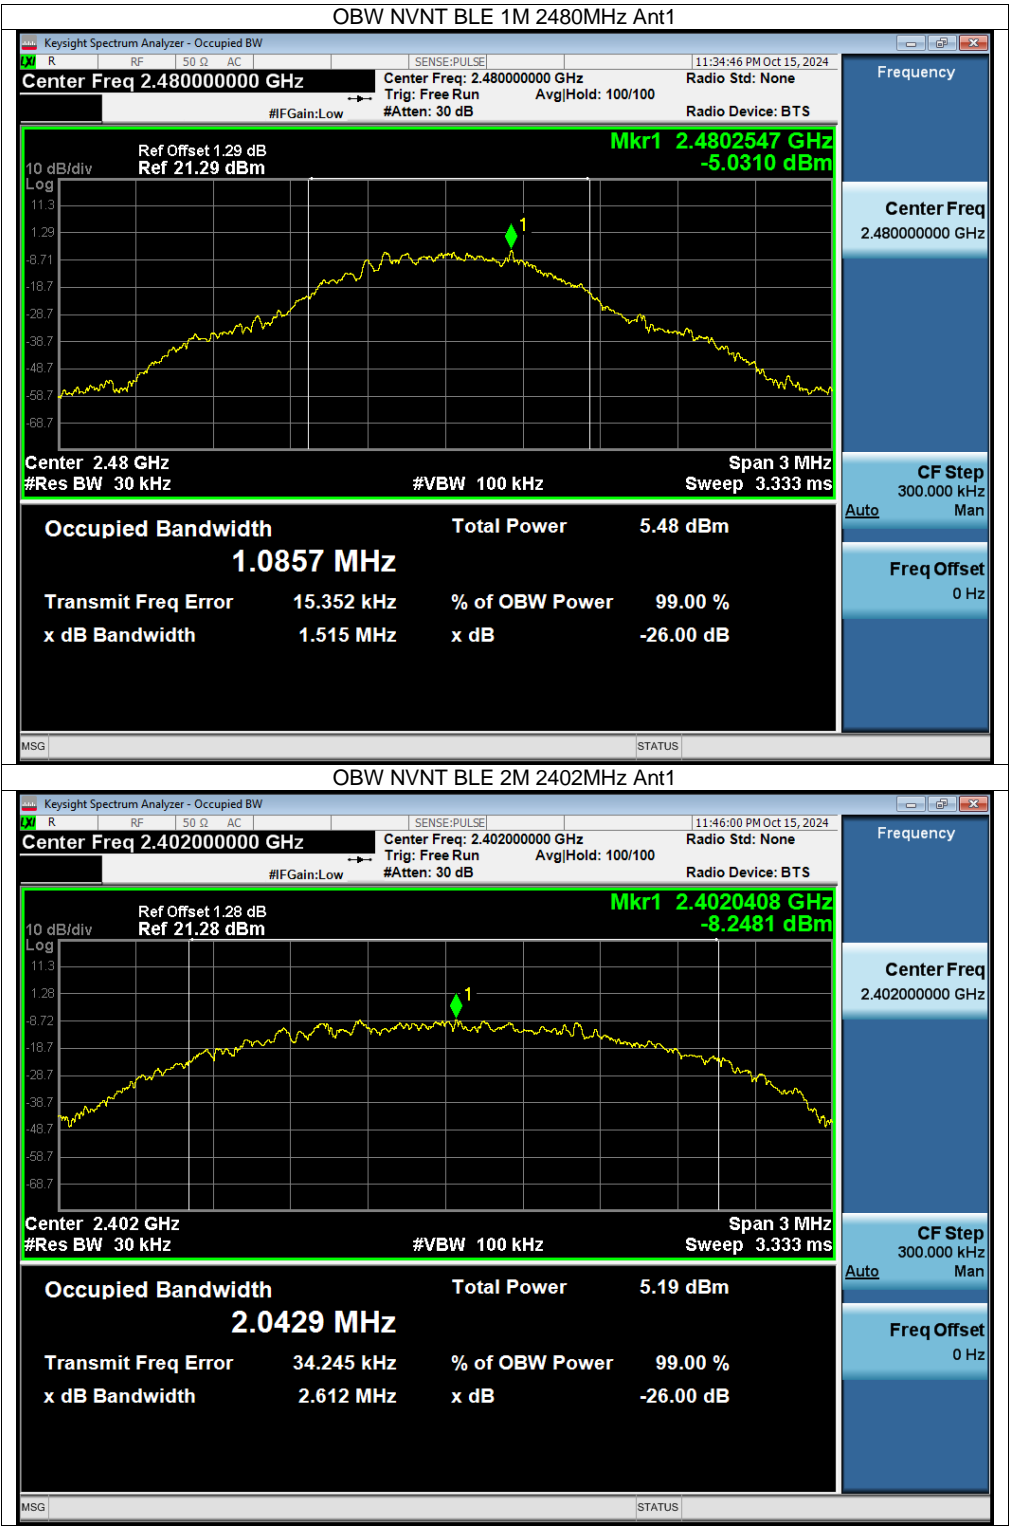 OBW NVNT BLE 1M 2480MHz Ant1
Keysight Spectrum Analyzer - Occupied BW
LXI R RF 50 Ω AC SENSE:PULSE 11:34:46 PM Oct 15, 2024
Center Freq 2.480000000 GHz
Center Freq: 2.480000000 GHz Radio Std: None
Trig: Free Run Avg|Hold: 100/100
#IFGain:Low #Atten: 30 dB Radio Device: BTS
Frequency
Mkr1 2.4802547 GHz
-5.0310 dBm
Ref Offset 1.29 dB
10 dB/div Ref 21.29 dBm
Log
11.3
1.29
-8.71
-18.7
-28.7
-38.7
-48.7
-58.7
-68.7
1
Center 2.48 GHz Span 3 MHz
#Res BW 30 kHz #VBW 100 kHz Sweep 3.333 ms
Center Freq
2.480000000 GHz
CF Step
300.000 kHz
Auto Man
Freq Offset
0 Hz
Occupied Bandwidth Total Power 5.48 dBm
1.0857 MHz
Transmit Freq Error 15.352 kHz % of OBW Power 99.00 %
x dB Bandwidth 1.515 MHz x dB -26.00 dB
MSG STATUS
OBW NVNT BLE 2M 2402MHz Ant1
Keysight Spectrum Analyzer - Occupied BW
LXI R RF 50 Ω AC SENSE:PULSE 11:46:00 PM Oct 15, 2024
Center Freq 2.402000000 GHz
Center Freq: 2.402000000 GHz Radio Std: None
Trig: Free Run Avg|Hold: 100/100
#IFGain:Low #Atten: 30 dB Radio Device: BTS
Frequency
Mkr1 2.4020408 GHz
-8.2481 dBm
Ref Offset 1.28 dB
10 dB/div Ref 21.28 dBm
Log
11.3
1.28
-8.72
-18.7
-28.7
-38.7
-48.7
-58.7
-68.7
1
Center 2.402 GHz Span 3 MHz
#Res BW 30 kHz #VBW 100 kHz Sweep 3.333 ms
Center Freq
2.402000000 GHz
CF Step
300.000 kHz
Auto Man
Freq Offset
0 Hz
Occupied Bandwidth Total Power 5.19 dBm
2.0429 MHz
Transmit Freq Error 34.245 kHz % of OBW Power 99.00 %
x dB Bandwidth 2.612 MHz x dB -26.00 dB
MSG STATUS